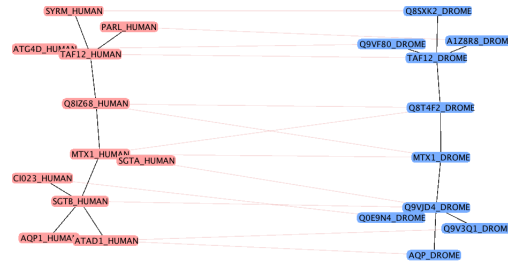 SYRM_HUMAN
Q8SXK2_DROME
PARL_HUMAN
A1Z8R8_DROME
Q9VF80_DROME
ATG4D_HUMAN
TAF12_HUMAN
TAF12_DROME
Q8IZ68_HUMAN
Q8T4F2_DROME
MTX1_HUMAN
MTX1_DROME
SGTA_HUMAN
CI023_HUMAN
SGTB_HUMAN
Q9VJD4_DROME
Q0E9N4_DROME
Q9V3Q1_DROME
AQP1_HUMAN
ATAD1_HUMAN
AQP_DROME